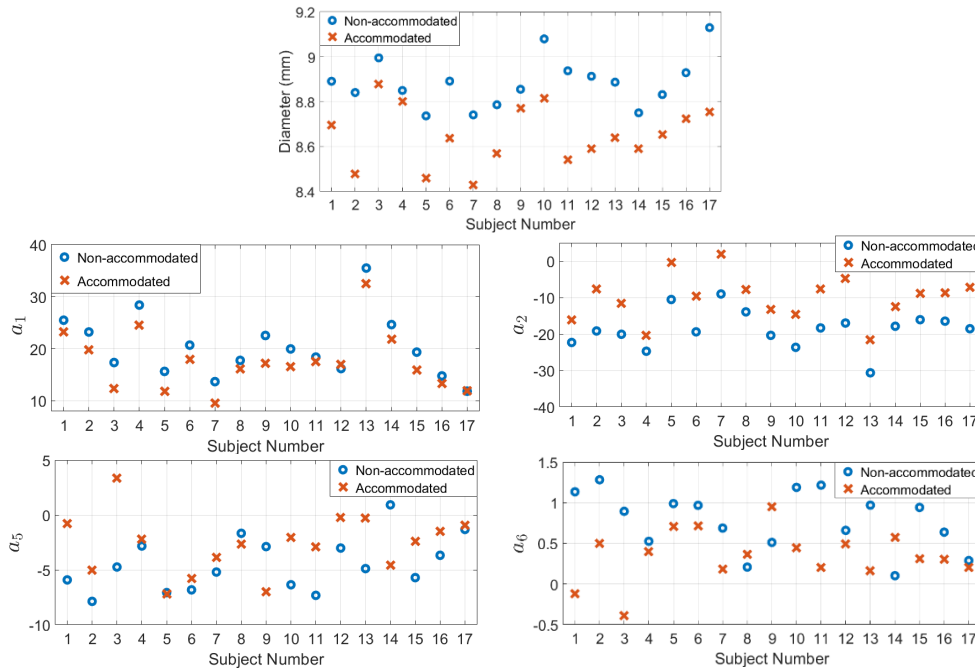 9.2
9
8.8
8.6
8.4
Diameter (mm)
Non-accommodated
Accommodated
1 2 3 4 5 6 7 8 9 10 11 12 13 14 15 16 17
Subject Number
40
30
20
10
a1
Non-accommodated
Accommodated
1 2 3 4 5 6 7 8 9 10 11 12 13 14 15 16 17
Subject Number
0
-10
-20
-30
-40
a2
Non-accommodated
Accommodated
1 2 3 4 5 6 7 8 9 10 11 12 13 14 15 16 17
Subject Number
5
0
-5
-10
a5
Non-accommodated
Accommodated
1 2 3 4 5 6 7 8 9 10 11 12 13 14 15 16 17
Subject Number
1.5
1
0.5
0
-0.5
a6
Non-accommodated
Accommodated
1 2 3 4 5 6 7 8 9 10 11 12 13 14 15 16 17
Subject Number